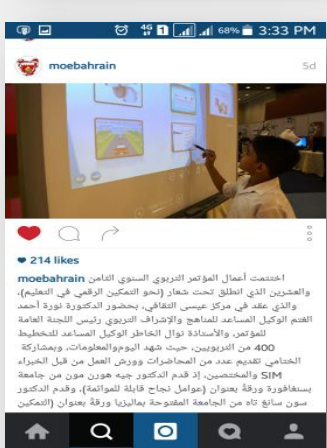 4G 1 68% 3:33 PM
moebahrain 5d
214 likes
moebahrain اختتمت أعمال المؤتمر التربوي السنوي الثامن
والعشرين الذي انطلق تحت شعار (نحو التمكين الرقمي في التعليم)،
والذي عقد في مركز عيسى الثقافي، بحضور الدكتورة نورة أحمد
الغتم الوكيل المساعد للمناهج والإشراف التربوي رئيس اللجنة العامة
للمؤتمر، والأستاذة نوال الخاطر الوكيل المساعد للتخطيط
والمعلومات، وبمشاركة 400 من التربويين، حيث شهد اليوم
الختامي تقديم عدد من المحاضرات وورش العمل من قبل الخبراء
والمختصين، إذ قدم الدكتور جيه هورن مون من جامعة SIM
بسنغافورة ورقةً بعنوان (عوامل نجاح قابلة للموائمة)، وقدم الدكتور
سون سانغ تاه من الجامعة المفتوحة بماليزيا ورقةً بعنوان (التمكين